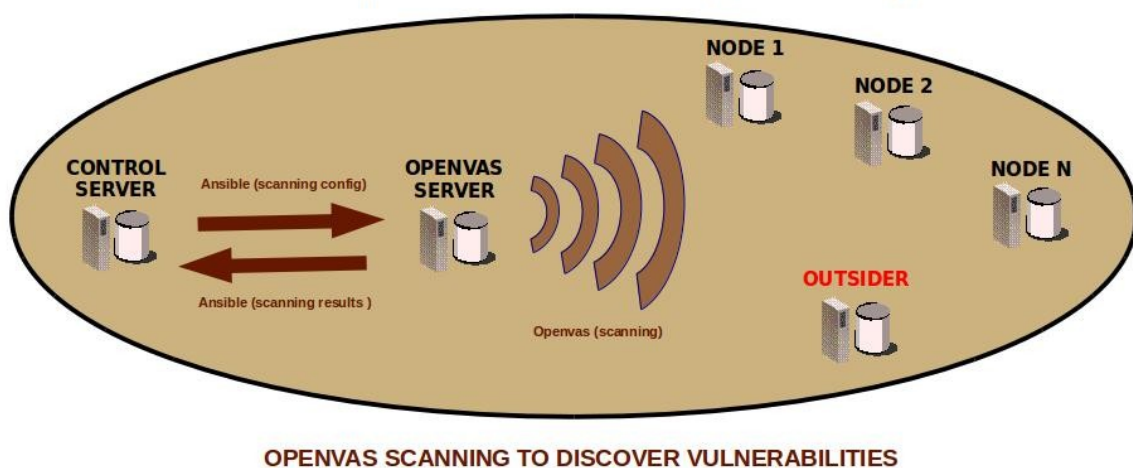 NODE 1
NODE 2
CONTROL
SERVER
Ansible (scanning config)
OPENVAS
SERVER
NODE N
Ansible (scanning results )
OUTSIDER
Openvas (scanning)
OPENVAS SCANNING TO DISCOVER VULNERABILITIES